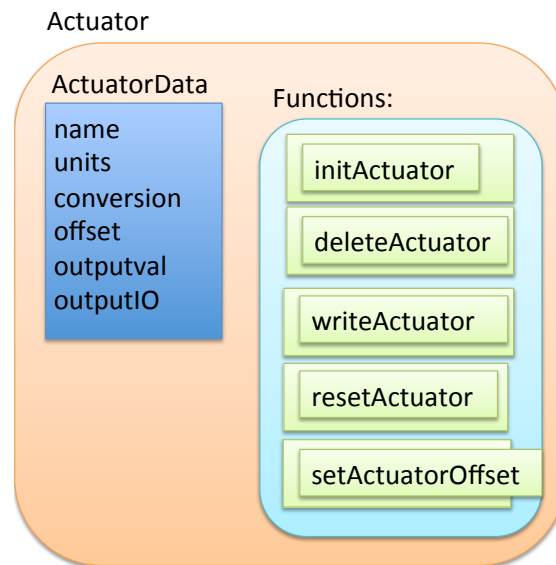 Actuator
ActuatorData
name
units
conversion
offset
outputval
outputIO
Functions:
initActuator
deleteActuator
writeActuator
resetActuator
setActuatorOffset